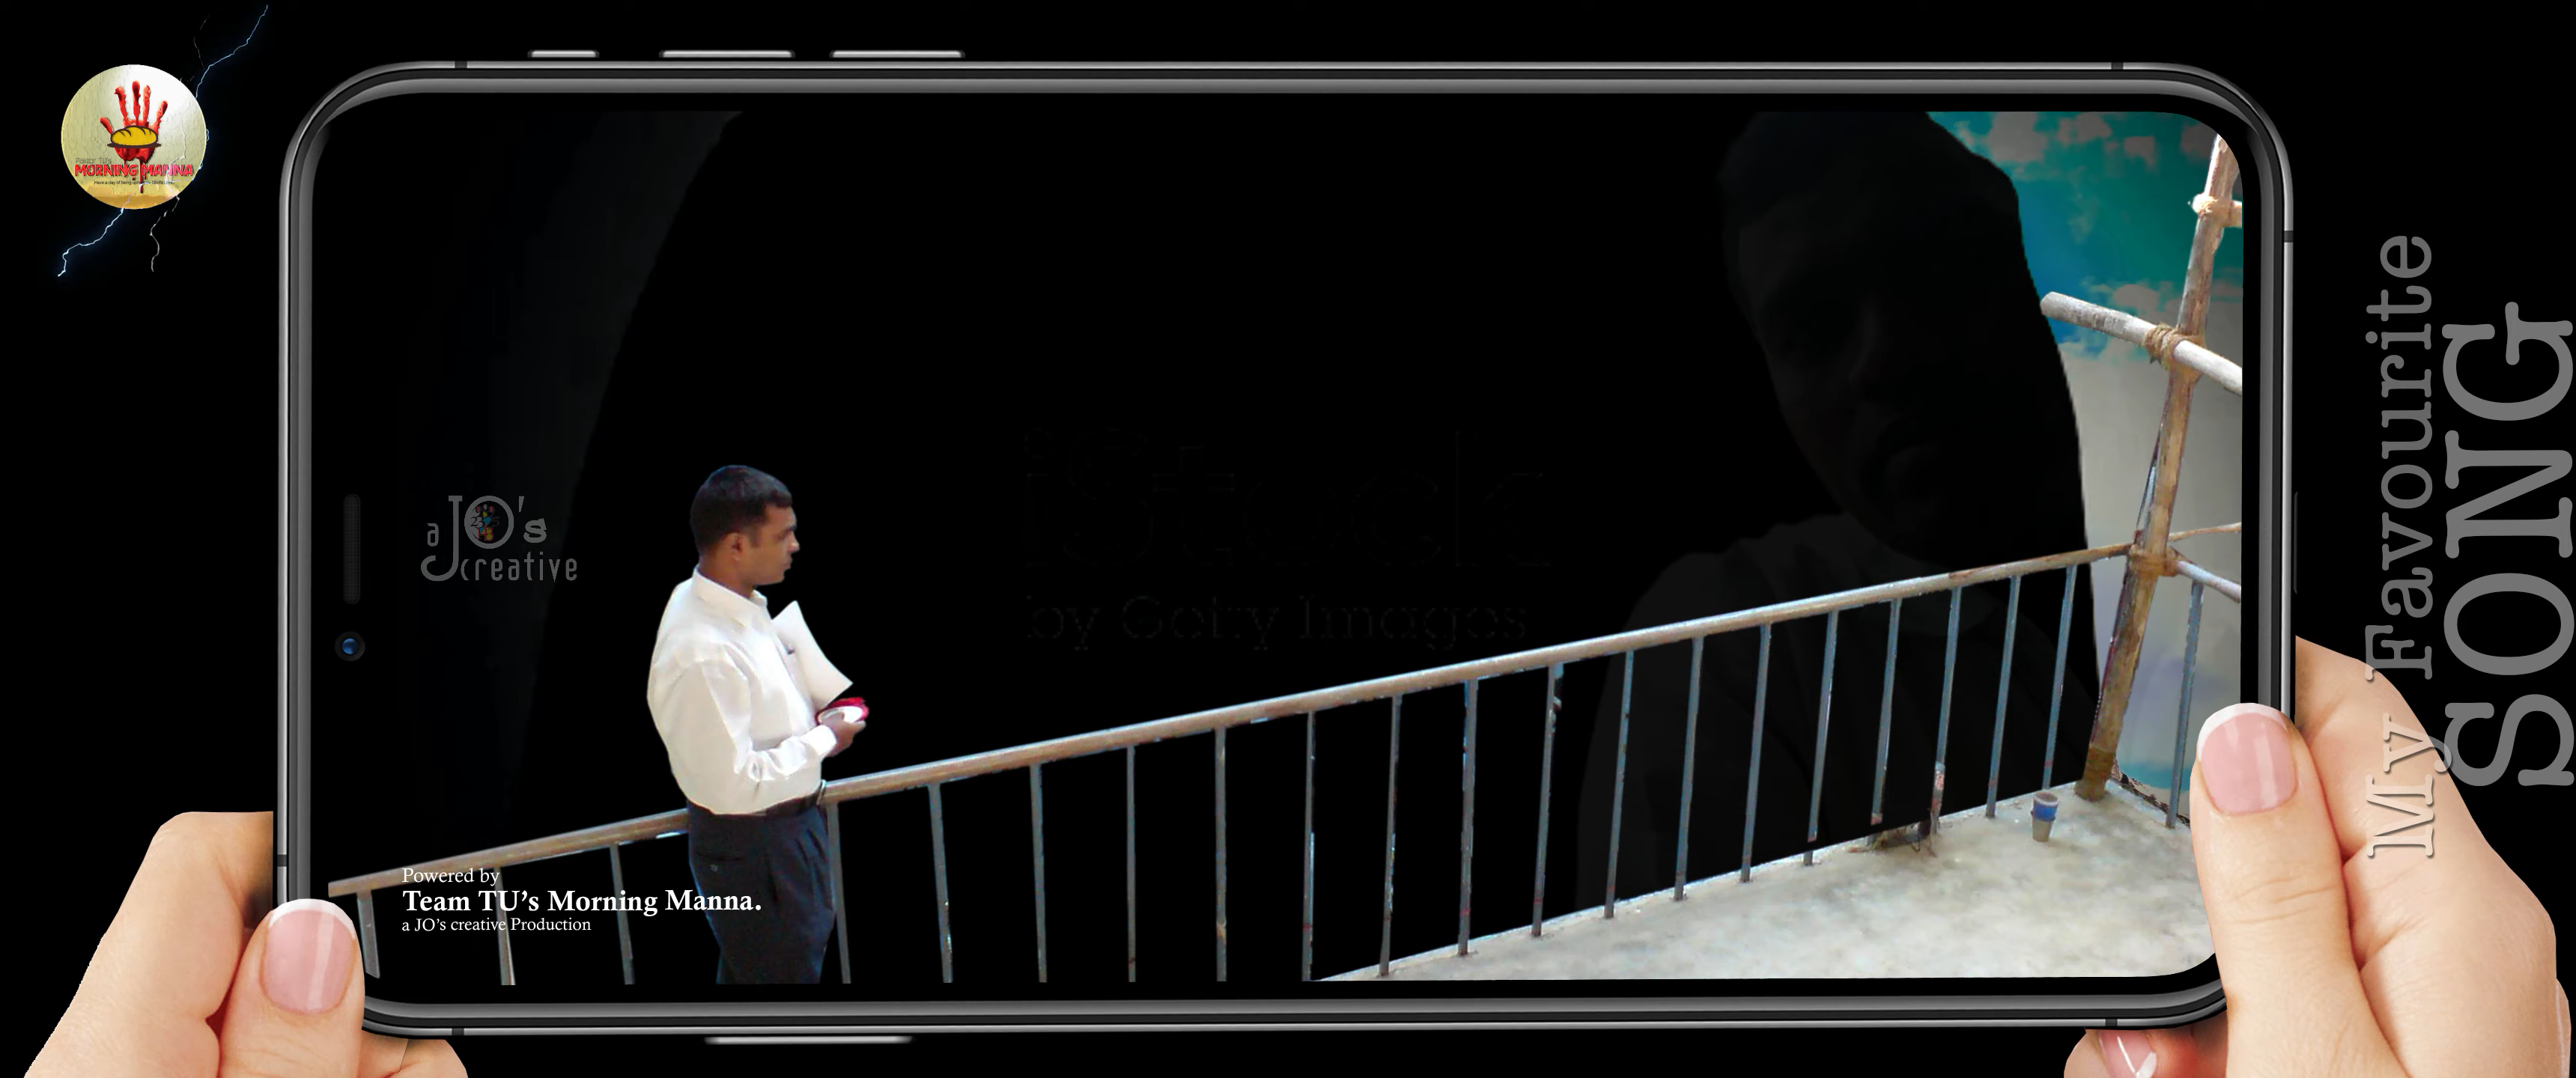 MORNING MANNA
a JO's
creative
iStock
by Getty Images
Powered by
Team TU's Morning Manna.
a JO's creative Production
My Favourite
SONG